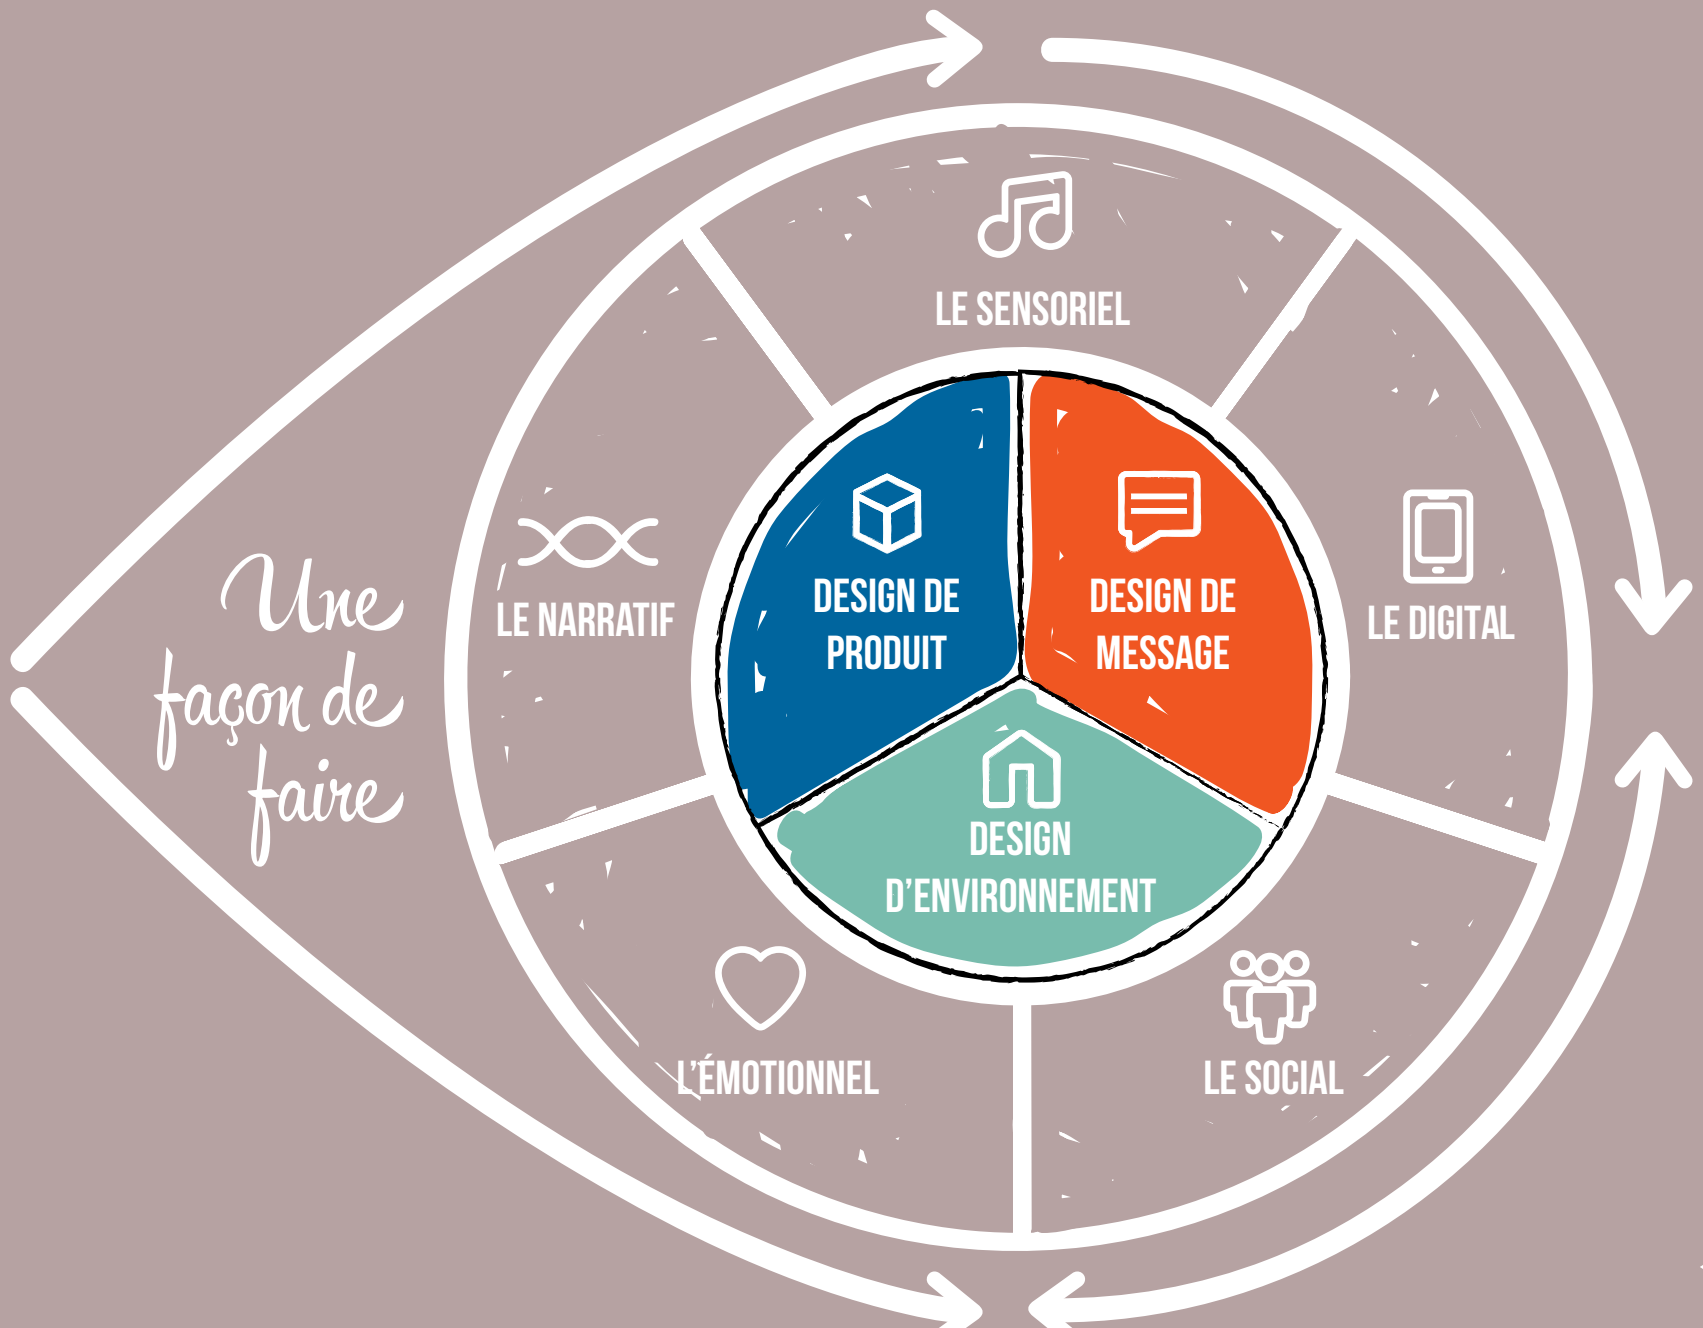 LE SENSORIEL
Une
façon de
faire
LE NARRATIF
DESIGN DE
PRODUIT
DESIGN DE
MESSAGE
LE DIGITAL
DESIGN
D'ENVIRONNEMENT
L'ÉMOTIONNEL
LE SOCIAL